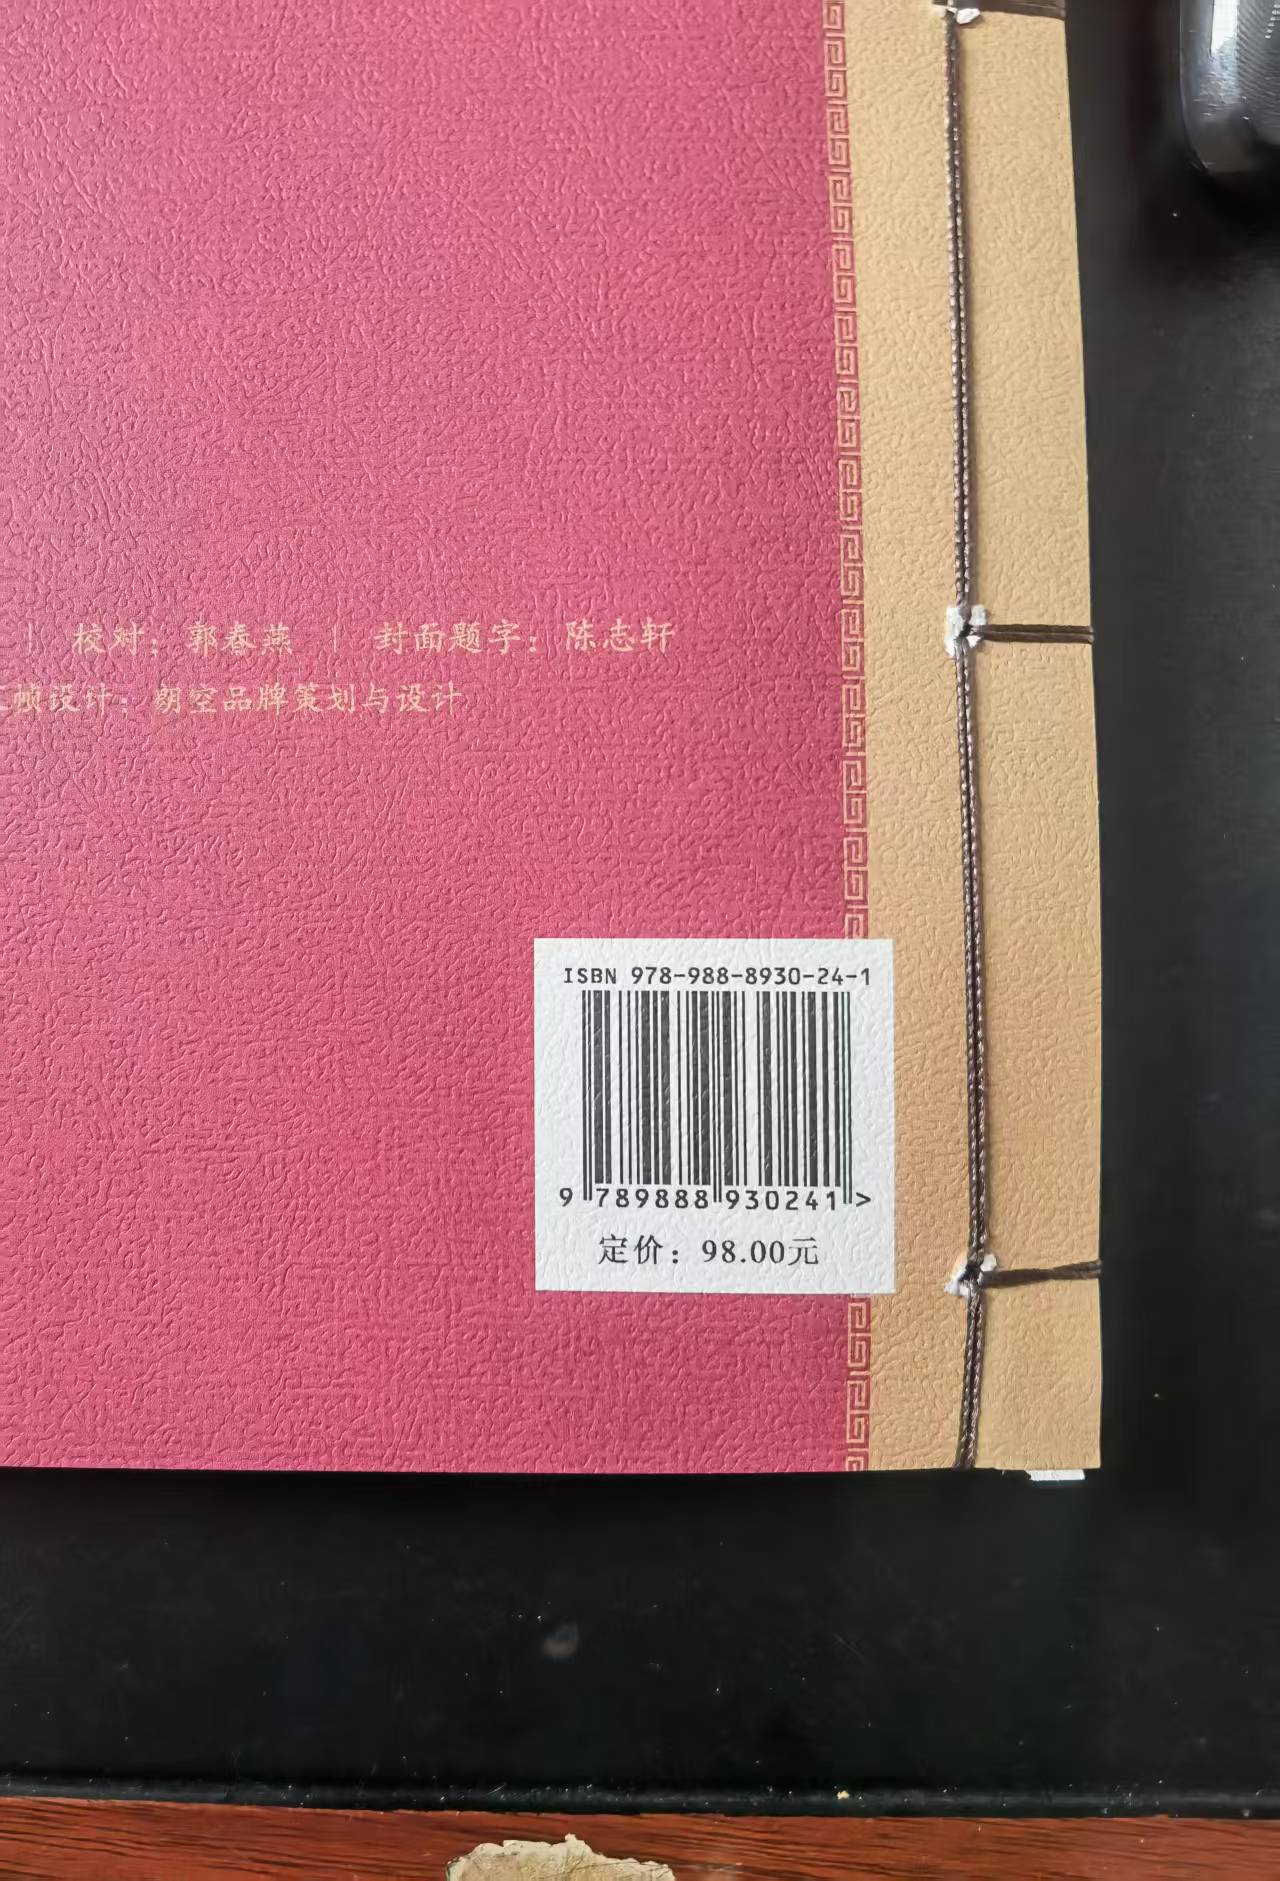 校对：郭春燕 | 封面题字：陈志轩
帧设计：朗空品牌策划与设计
ISBN 978-988-8930-24-1
9 789888 930241 >
定价：98.00元